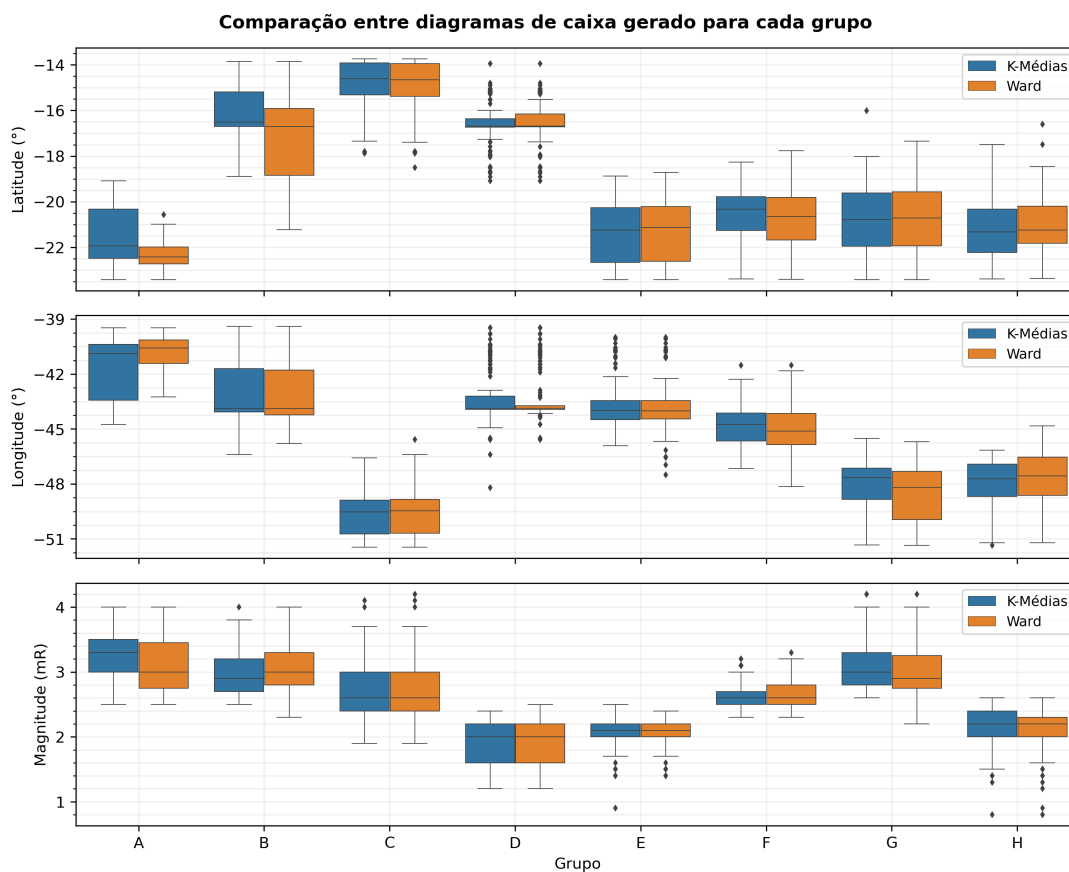 Comparação entre diagramas de caixa gerado para cada grupo
Latitude (°)
−14
−16
−18
−20
−22
K-Médias
Ward
Longitude (°)
−39
−42
−45
−48
−51
K-Médias
Ward
Magnitude (mR)
4
3
2
1
K-Médias
Ward
A B C D E F G H
Grupo